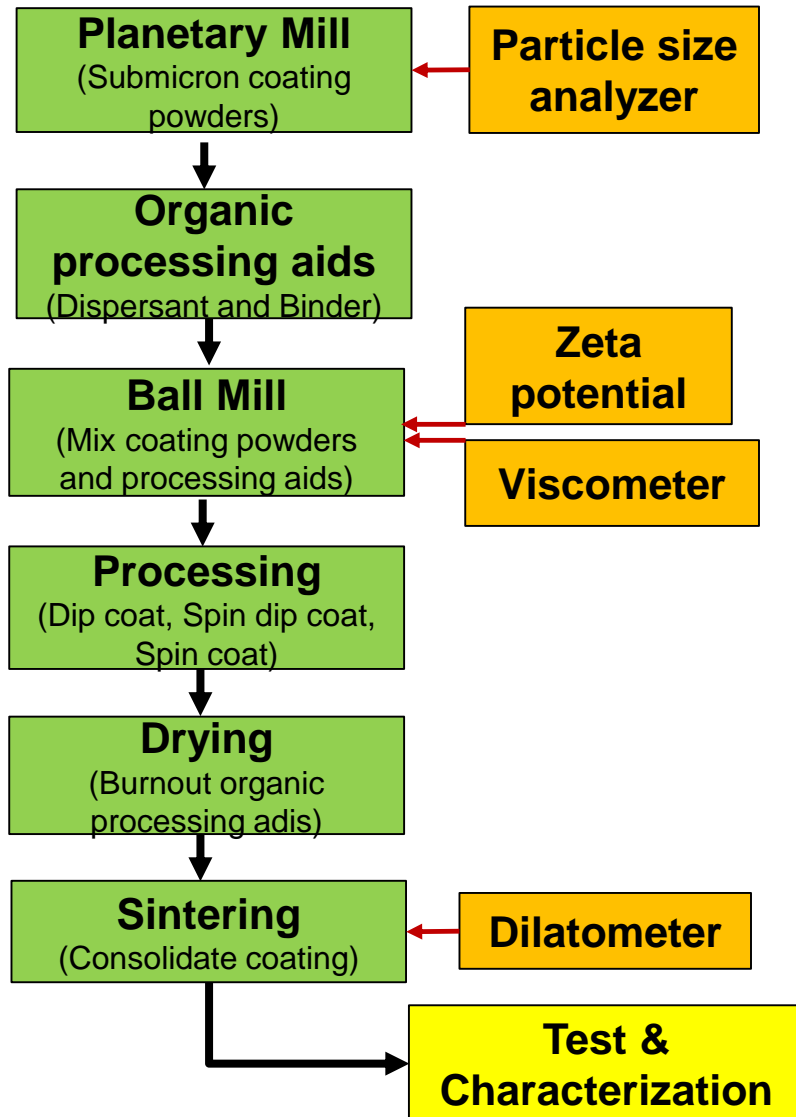 Planetary Mill
(Submicron coating
powders)
Particle size
analyzer
Organic
processing aids
(Dispersant and Binder)
Zeta
potential
Ball Mill
(Mix coating powders
and processing aids)
Viscometer
Processing
(Dip coat, Spin dip coat,
Spin coat)
Drying
(Burnout organic
processing adis)
Sintering
(Consolidate coating)
Dilatometer
Test &
Characterization